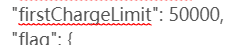 "firstChargeLimit": 50000,
"flag": {